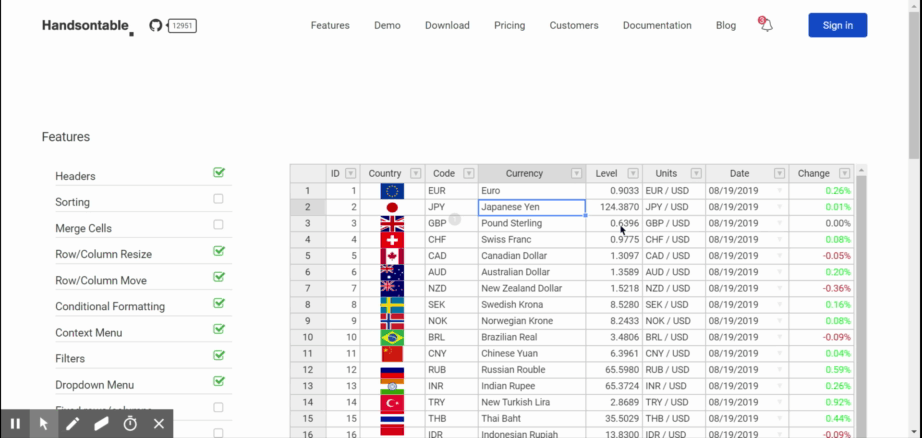 Handsontable 12951 Features Demo Download Pricing Customers Documentation Blog 3 Sign in
Features
Headers
Sorting
Merge Cells
Row/Column Resize
Row/Column Move
Conditional Formatting
Context Menu
Filters
Dropdown Menu
ID Country Code Currency Level Units Date Change
1 1 EUR Euro 0.9033 EUR / USD 08/19/2019 0.26%
2 2 JPY Japanese Yen 124.3870 JPY / USD 08/19/2019 0.01%
3 3 GBP Pound Sterling 0.6396 GBP / USD 08/19/2019 0.00%
4 4 CHF Swiss Franc 0.9775 CHF / USD 08/19/2019 0.08%
5 5 CAD Canadian Dollar 1.3097 CAD / USD 08/19/2019 -0.05%
6 6 AUD Australian Dollar 1.3589 AUD / USD 08/19/2019 0.20%
7 7 NZD New Zealand Dollar 1.5218 NZD / USD 08/19/2019 -0.36%
8 8 SEK Swedish Krona 8.5280 SEK / USD 08/19/2019 0.16%
9 9 NOK Norwegian Krone 8.2433 NOK / USD 08/19/2019 0.08%
10 10 BRL Brazilian Real 3.4806 BRL / USD 08/19/2019 -0.09%
11 11 CNY Chinese Yuan 6.3961 CNY / USD 08/19/2019 0.04%
12 12 RUB Russian Rouble 65.5980 RUB / USD 08/19/2019 0.59%
13 13 INR Indian Rupee 65.3724 INR / USD 08/19/2019 0.26%
14 14 TRY New Turkish Lira 2.8689 TRY / USD 08/19/2019 0.92%
15 15 THB Thai Baht 35.5029 THB / USD 08/19/2019 0.44%
16 16 IDR Indonesian Rupiah 13.8300 IDR / USD 08/19/2019 -0.09%